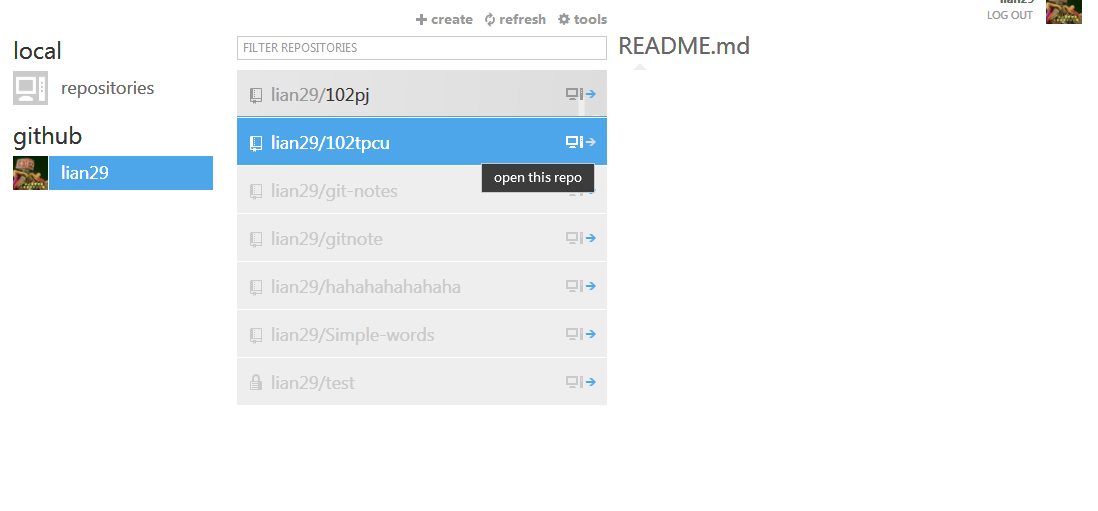 lian29
LOG OUT
create refresh tools
local
FILTER REPOSITORIES
README.md
repositories
lian29/102pj
github
lian29/102tpcu
lian29
open this repo
lian29/git-notes
lian29/gitnote
lian29/hahahahahahaha
lian29/Simple-words
lian29/test